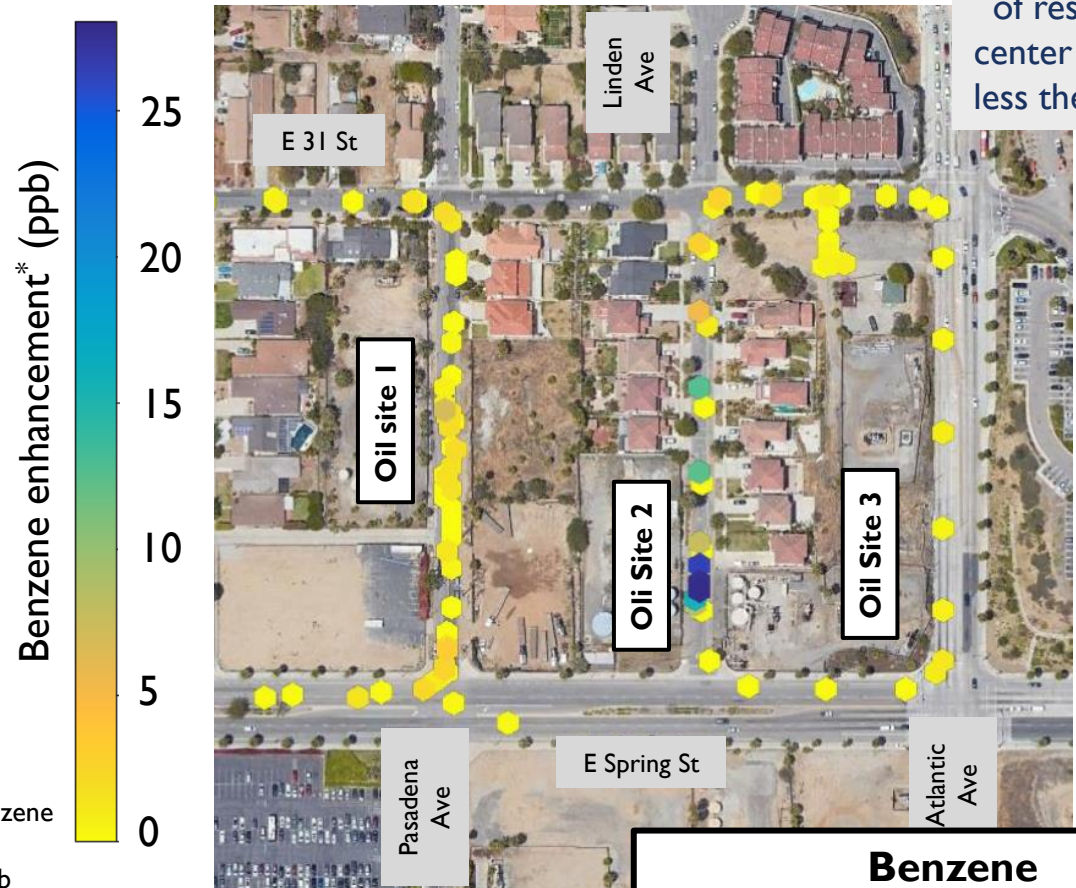 of res
center
less the
Linden
Ave
E 31 St
Benzene enhancement* (ppb)
25
20
15
10
5
0
Oil site 1
Oli Site 2
Oil Site 3
E Spring St
Pasadena
Ave
Atlantic
Ave
zene
b
Benzene